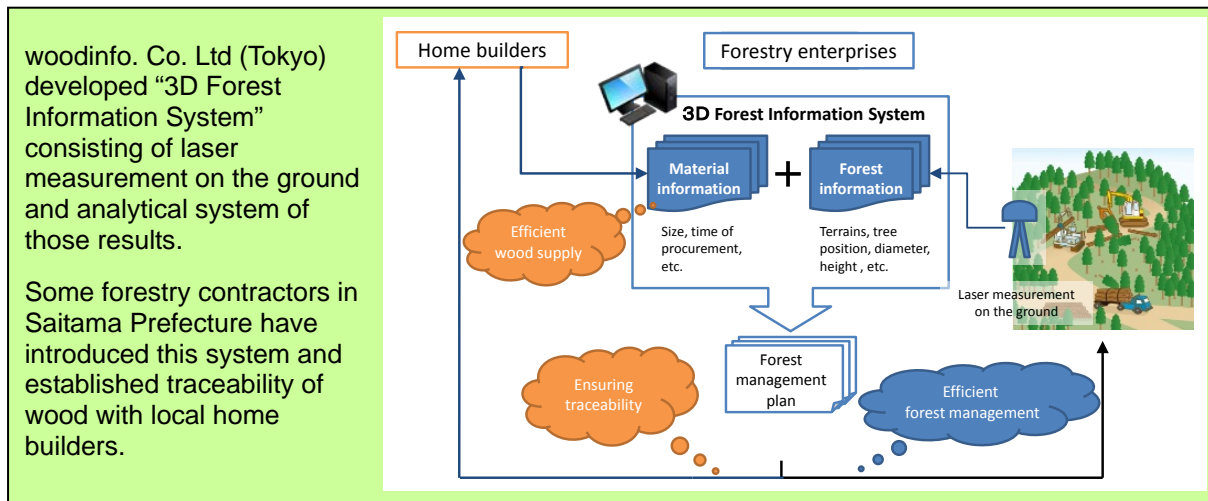 woodinfo. Co. Ltd (Tokyo)
developed “3D Forest
Information System”
consisting of laser
measurement on the ground
and analytical system of
those results.
Some forestry contractors in
Saitama Prefecture have
introduced this system and
established traceability of
wood with local home
builders.
Home builders
Forestry enterprises
3D Forest Information System
Material
information
+
Forest
information
Size, time of
procurement,
etc.
Terrains, tree
position, diameter,
height , etc.
Efficient
wood supply
Laser measurement
on the ground
Forest
management
plan
Ensuring
traceability
Efficient
forest management